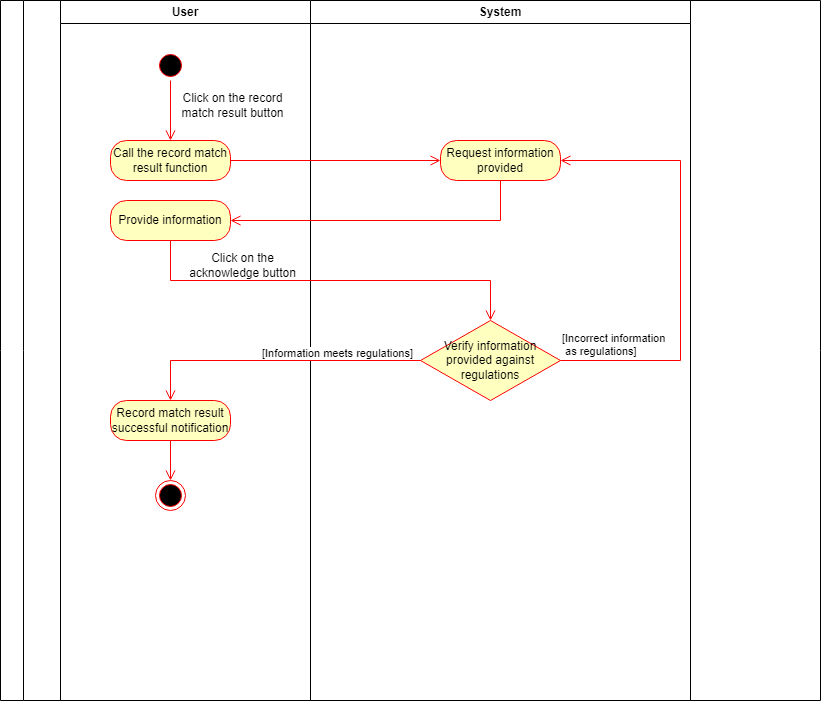 User
System
Click on the record
match result button
Call the record match
result function
Request information
provided
Provide information
Click on the
acknowledge button
[Incorrect information
as regulations]
Verify information
provided against
regulations
[Information meets regulations]
Record match result
successful notification